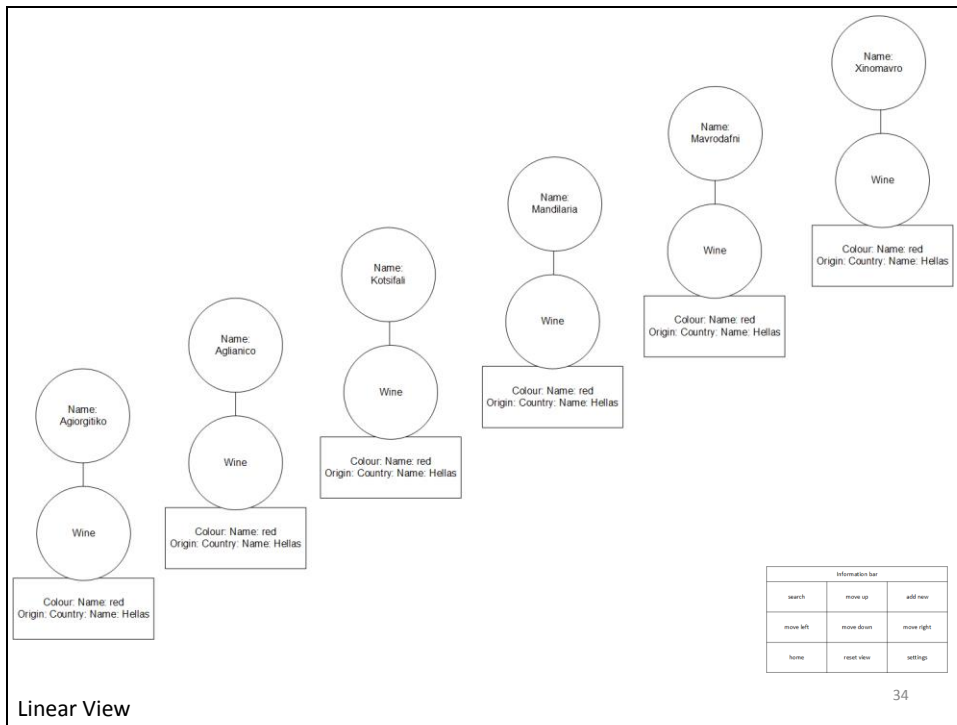 Name:
Agiorgitiko
Wine
Colour: Name: red
Origin: Country: Name: Hellas
Name:
Aglianico
Wine
Colour: Name: red
Origin: Country: Name: Hellas
Name:
Kotsifali
Wine
Colour: Name: red
Origin: Country: Name: Hellas
Name:
Mandilaria
Wine
Colour: Name: red
Origin: Country: Name: Hellas
Name:
Mavrodafni
Wine
Colour: Name: red
Origin: Country: Name: Hellas
Name:
Xinomavro
Wine
Colour: Name: red
Origin: Country: Name: Hellas
Information bar
search
move up
add new
move left
move down
move right
home
reset view
settings
34
Linear View